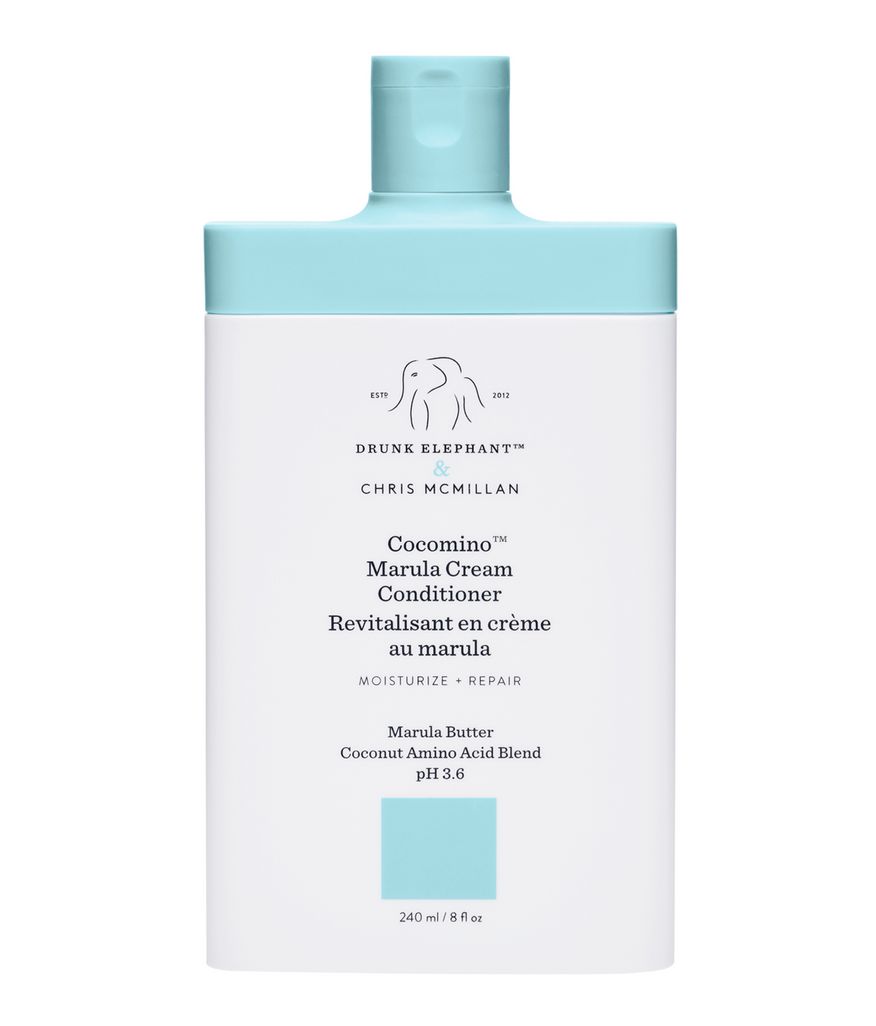 ESTD 2012
DRUNK ELEPHANT™
&
CHRIS MCMILLAN
Cocomino™
Marula Cream
Conditioner
Revitalisant en crème
au marula
MOISTURIZE + REPAIR
Marula Butter
Coconut Amino Acid Blend
pH 3.6
240 ml / 8 fl oz